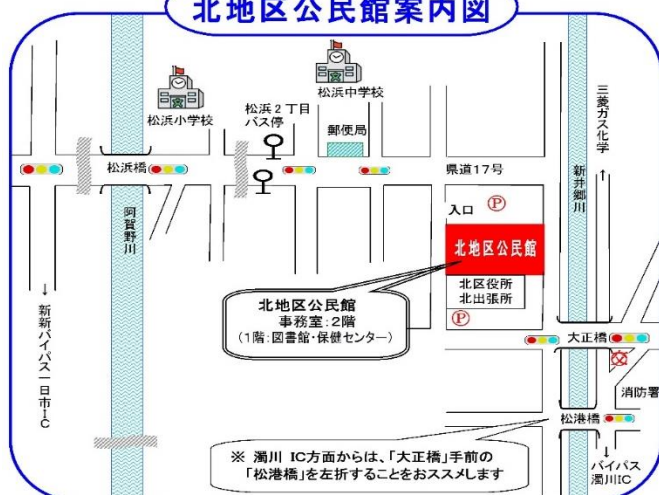 北地区公民館案内図
松浜小学校
松浜中学校
松浜2丁目
バス停
郵便局
松浜橋
県道17号
三菱ガス化学
新井郷川
阿賀野川
入口
P
北地区公民館
北区役所
北出張所
P
北地区公民館
事務室:2階
(1階:図書館・保健センター)
大正橋
消防署
松港橋
新新バイパス一日市IC
※ 濁川 IC方面からは、「大正橋」手前の
「松港橋」を左折することをおススメします
バイパス
濁川IC